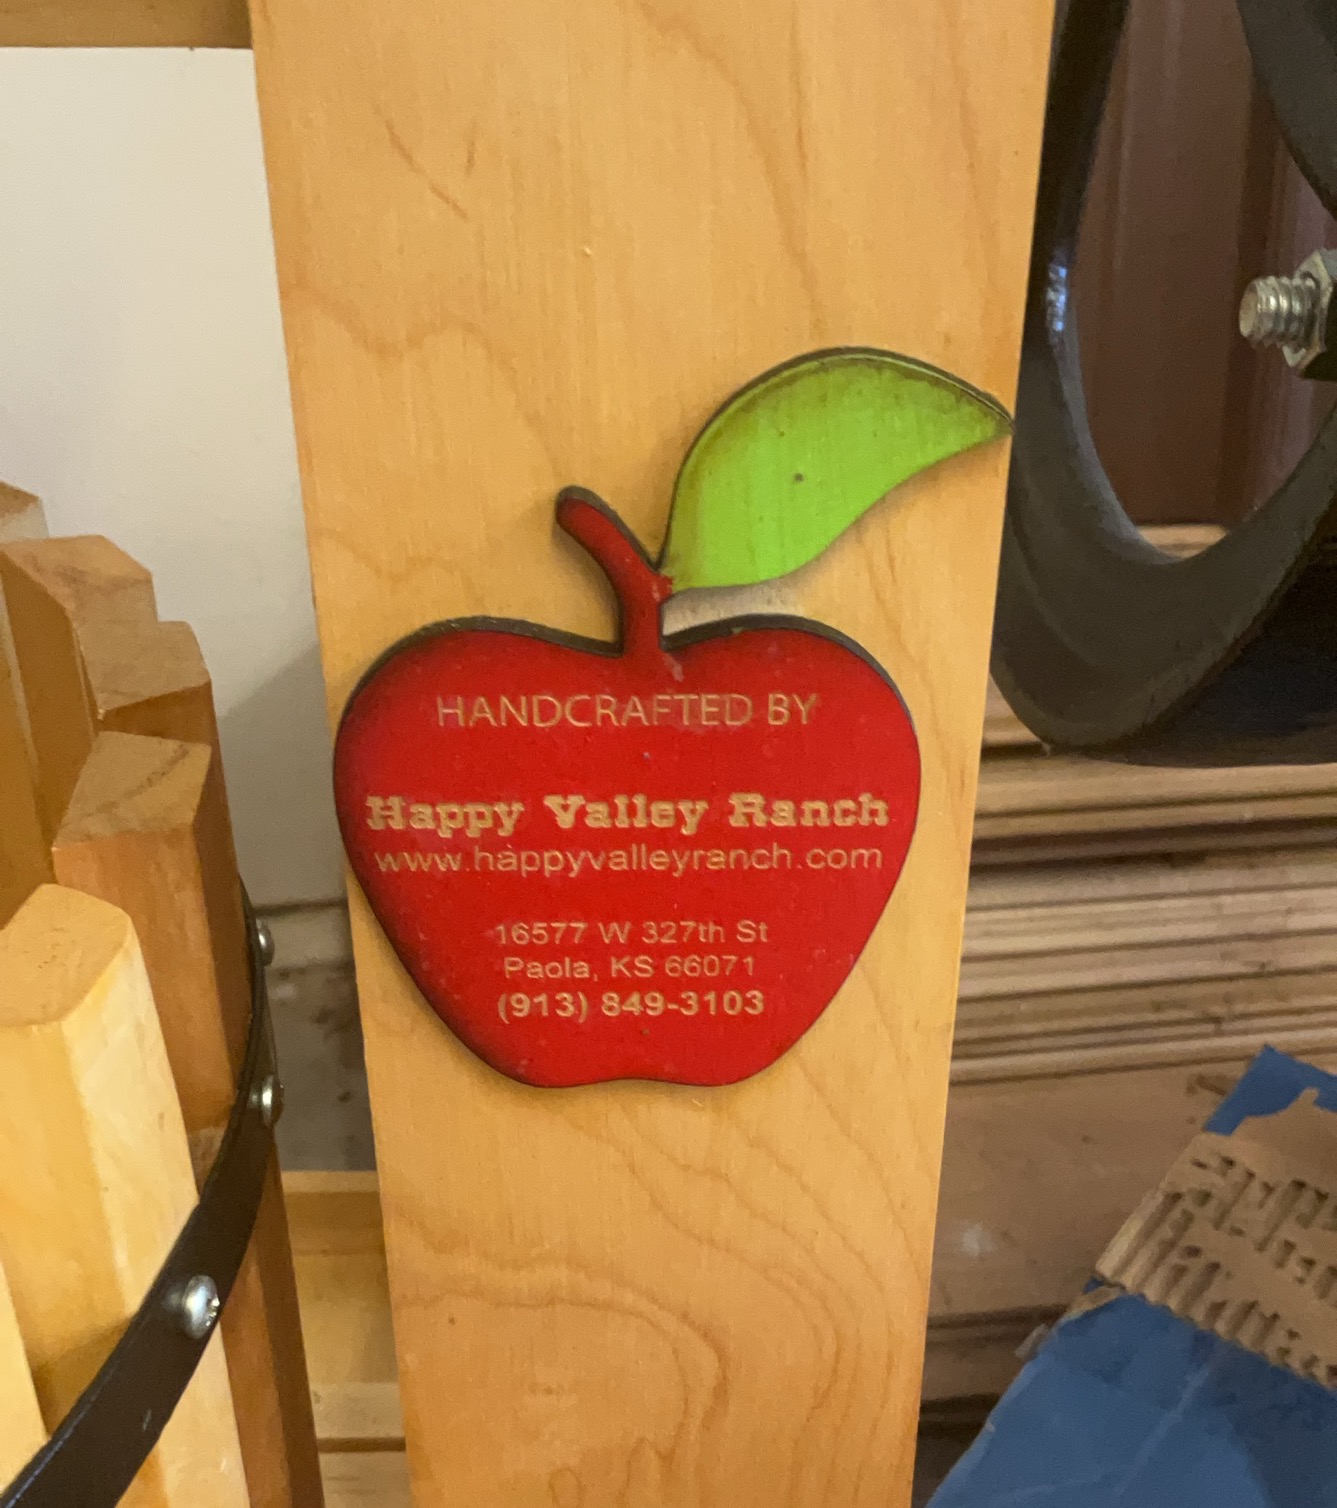 HANDCRAFTED BY
Happy Valley Ranch
www.happyvalleyranch.com
16577 W 327th St
Paola, KS 66071
(913) 849-3103